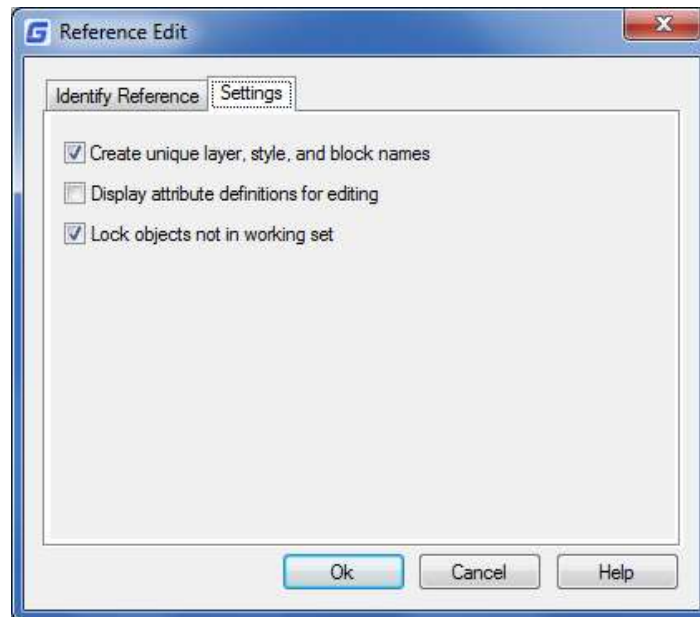 G Reference Edit
X
Identify Reference Settings
Create unique layer, style, and block names
Display attribute definitions for editing
Lock objects not in working set
Ok Cancel Help